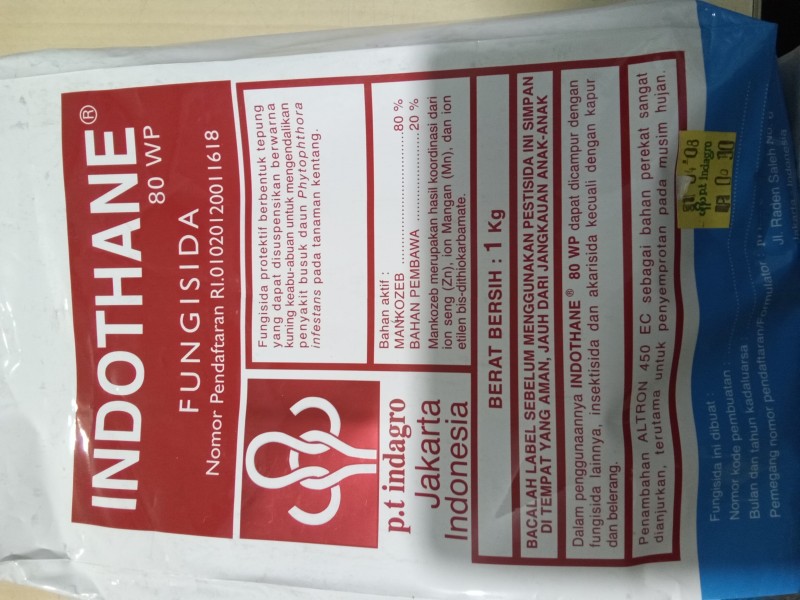 INDOTHANE®
80 WP
FUNGISIDA
Nomor Pendaftaran RI.01020120011618
Fungisida protektif berbentuk tepung
yang dapat disuspensikan berwarna
kuning keabu-abuan untuk mengendalikan
penyakit busuk daun Phytophthora
infestans pada tanaman kentang.
p.t indagro
Jakarta
Indonesia
Bahan aktif :
MANKOZEB ........................ 80 %
BAHAN PEMBAWA ................ 20 %
Mankozeb merupakan hasil koordinasi dari
ion seng (Zn), ion Mangan (Mn), dan ion
etilen bis-dithiokarbamate.
BERAT BERSIH : 1 Kg
BACALAH LABEL SEBELUM MENGGUNAKAN PESTISIDA INI SIMPAN
DI TEMPAT YANG AMAN, JAUH DARI JANGKAUAN ANAK-ANAK
Dalam penggunaannya INDOTHANE® 80 WP dapat dicampur dengan
fungisida lainnya, insektisida dan akarisida kecuali dengan kapur
dan belerang.
Penambahan ALTRON 450 EC sebagai bahan perekat sangat
dianjurkan, terutama untuk penyemprotan pada musim hujan.
'08
pt Indagro
Fungisida ini dibuat :
Nomor kode pembuatan :
Bulan dan tahun kadaluarsa
Pemegang nomor pendaftaran/Formulator :
Jl. Raden Saleh No.